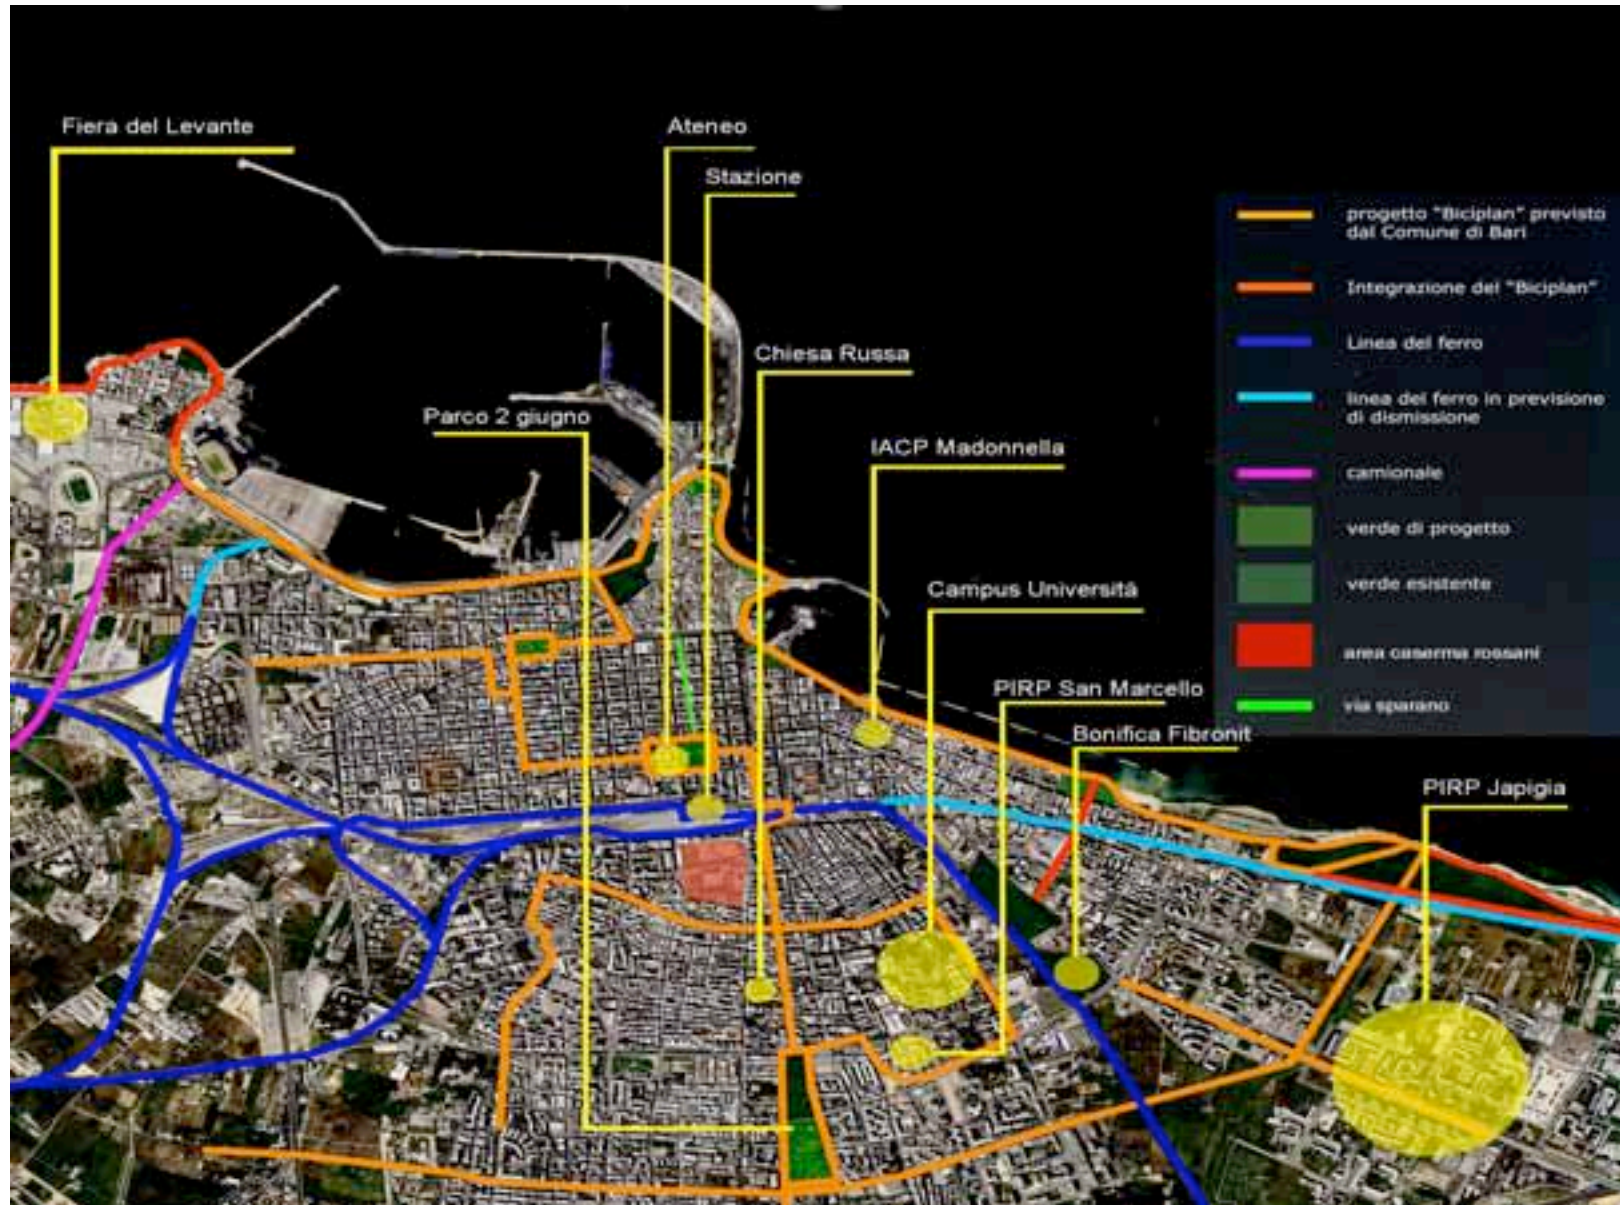 Fiera del Levante
Ateneo
Stazione
Chiesa Russa
Parco 2 giugno
IACP Madonnella
Campus Università
PIRP San Marcello
Bonifica Fibronit
PIRP Japigia
progetto "Biciplan" previsto
dal Comune di Bari
Integrazione del "Biciplan"
Linea del ferro
linea del ferro in previsione
di dismissione
camionale
verde di progetto
verde esistente
area caserma rossani
via sparano